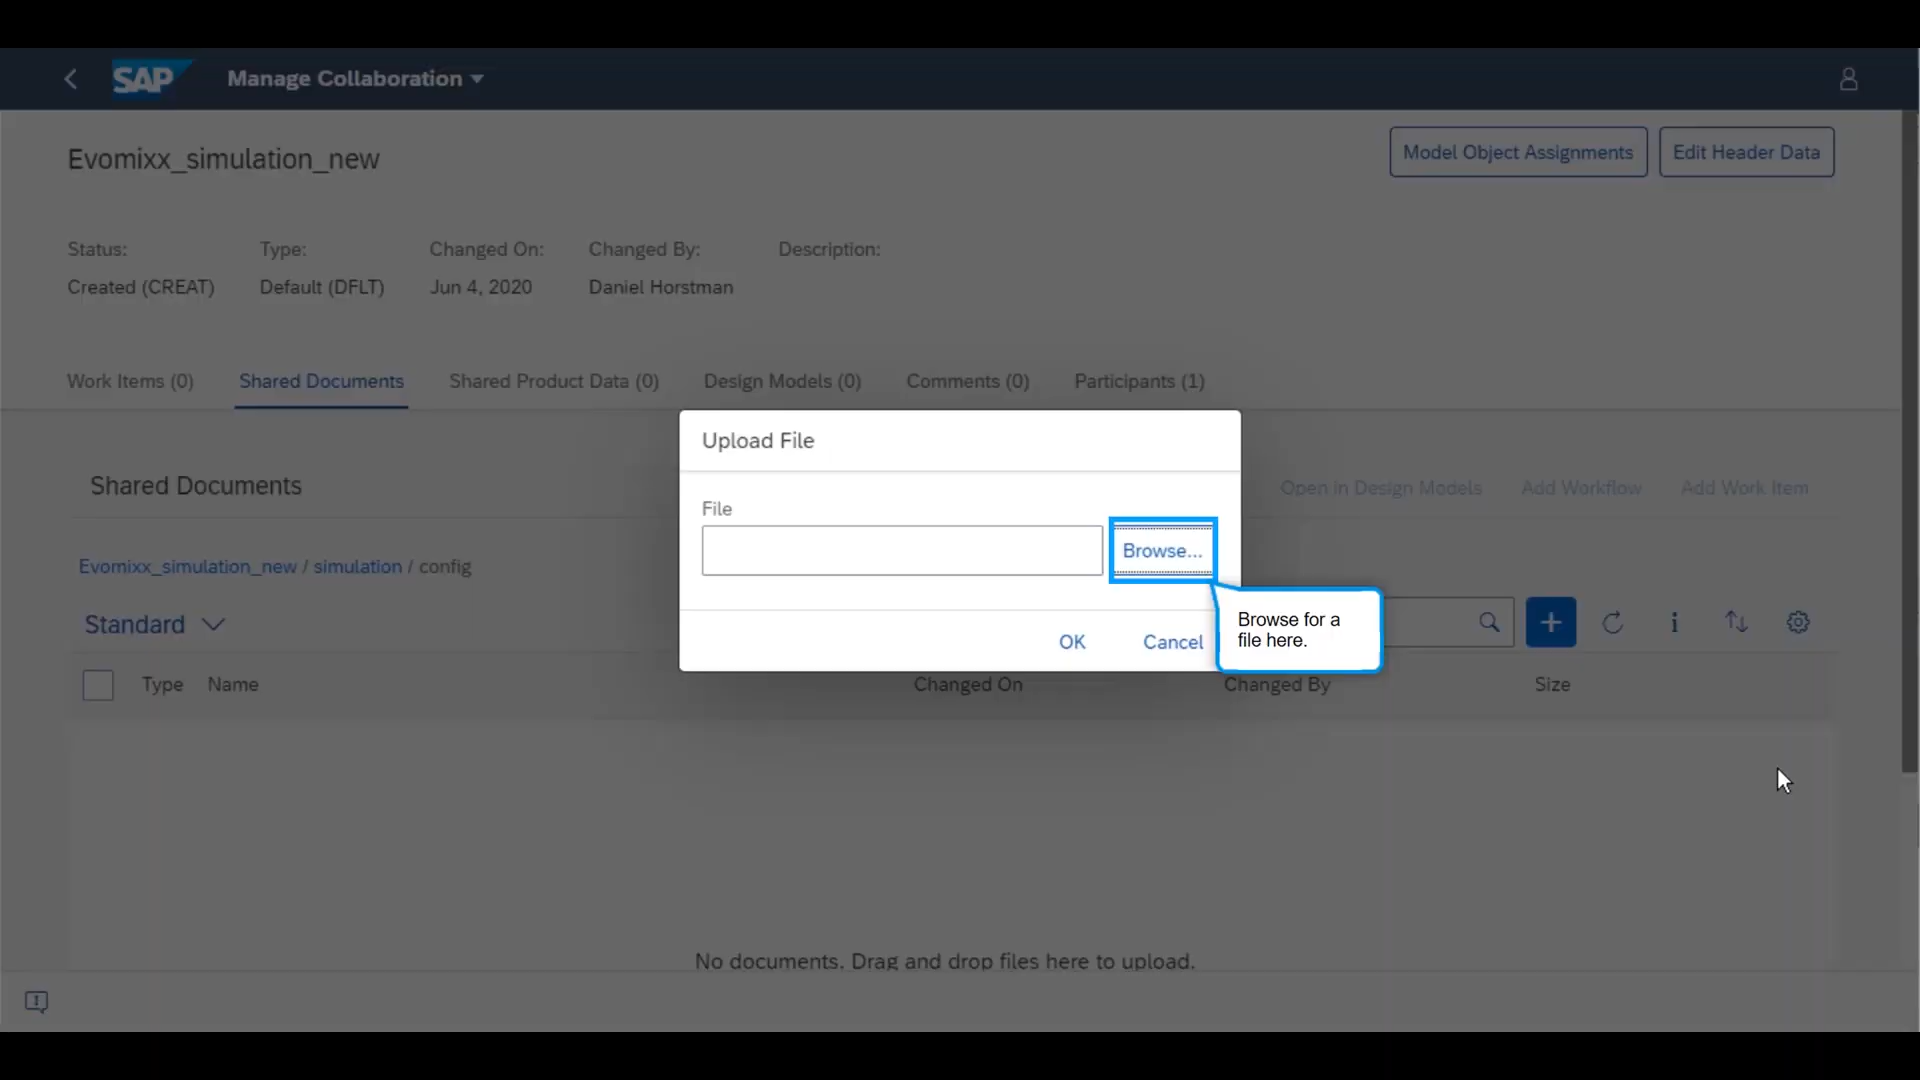 SAP Manage Collaboration
Evomixx_simulation_new
Model Object Assignments
Edit Header Data
Status: Type: Changed On: Changed By: Description:
Created (CREAT) Default (DFLT) Jun 4, 2020 Daniel Horstman
Work Items (0) Shared Documents Shared Product Data (0) Design Models (0) Comments (0) Participants (1)
Upload File
Shared Documents
Open in Design Models Add Workflow Add Work Item
File
Browse...
Evomixx_simulation_new / simulation / config
Browse for a
file here.
Standard
OK Cancel
Type Name Changed On Changed By Size
No documents. Drag and drop files here to upload.